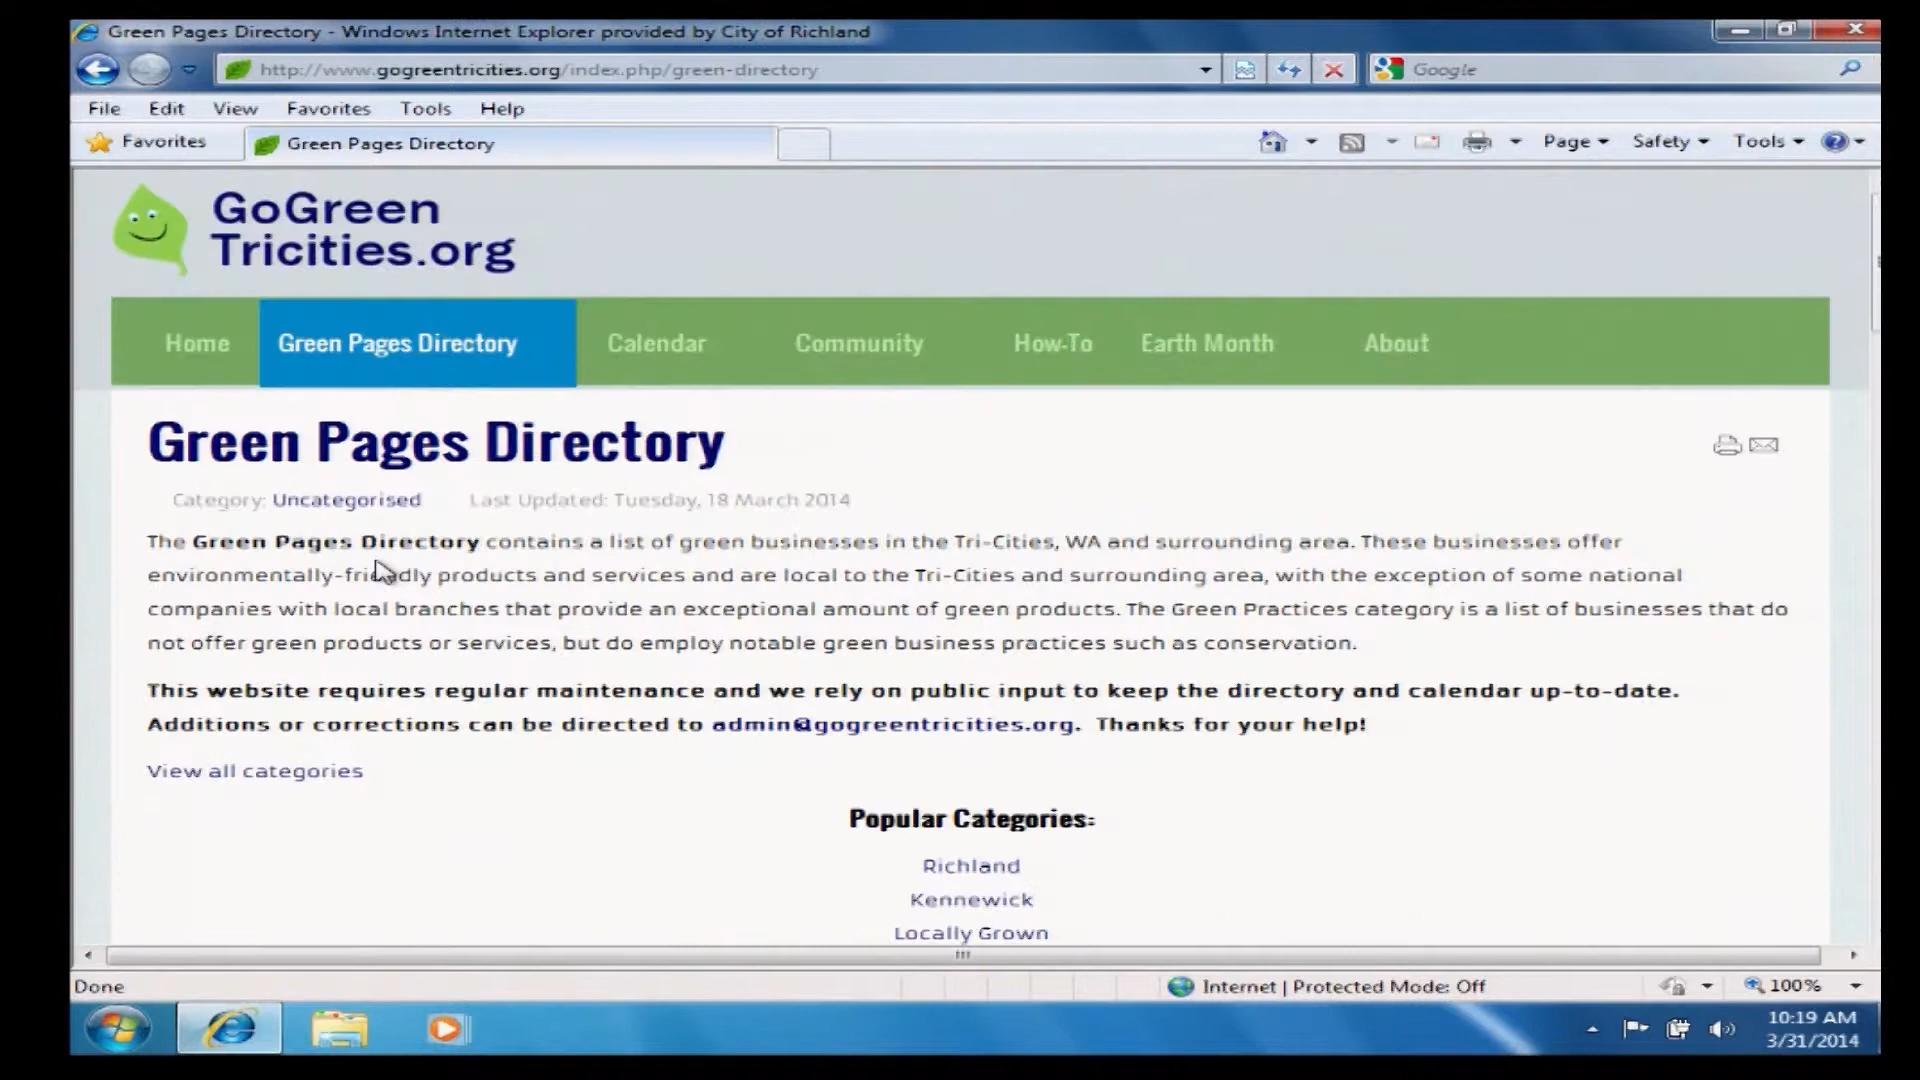 Green Pages Directory - Windows Internet Explorer provided by City of Richland
http://www.gogreentricities.org/index.php/green-directory
Google
File Edit View Favorites Tools Help
Favorites
Green Pages Directory
Page Safety Tools
GoGreen
Tricities.org
Home Green Pages Directory Calendar Community How-To Earth Month About
Green Pages Directory
Category: Uncategorised Last Updated: Tuesday, 18 March 2014
The Green Pages Directory contains a list of green businesses in the Tri-Cities, WA and surrounding area. These businesses offer
environmentally-friendly products and services and are local to the Tri-Cities and surrounding area, with the exception of some national
companies with local branches that provide an exceptional amount of green products. The Green Practices category is a list of businesses that do
not offer green products or services, but do employ notable green business practices such as conservation.
This website requires regular maintenance and we rely on public input to keep the directory and calendar up-to-date.
Additions or corrections can be directed to admin@gogreentricities.org. Thanks for your help!
View all categories
Popular Categories:
Richland
Kennewick
Locally Grown
Done
Internet | Protected Mode: Off
100%
10:19 AM
3/31/2014